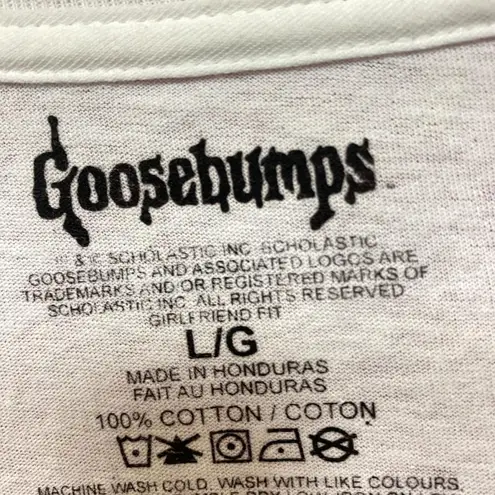 Goosebumps
™ & © SCHOLASTIC INC. SCHOLASTIC
GOOSEBUMPS AND ASSOCIATED LOGOS ARE
TRADEMARKS AND/OR REGISTERED MARKS OF
SCHOLASTIC INC. ALL RIGHTS RESERVED
GIRLFRIEND FIT
L/G
MADE IN HONDURAS
FAIT AU HONDURAS
100% COTTON / COTON
MACHINE WASH COLD. WASH WITH LIKE COLOURS.